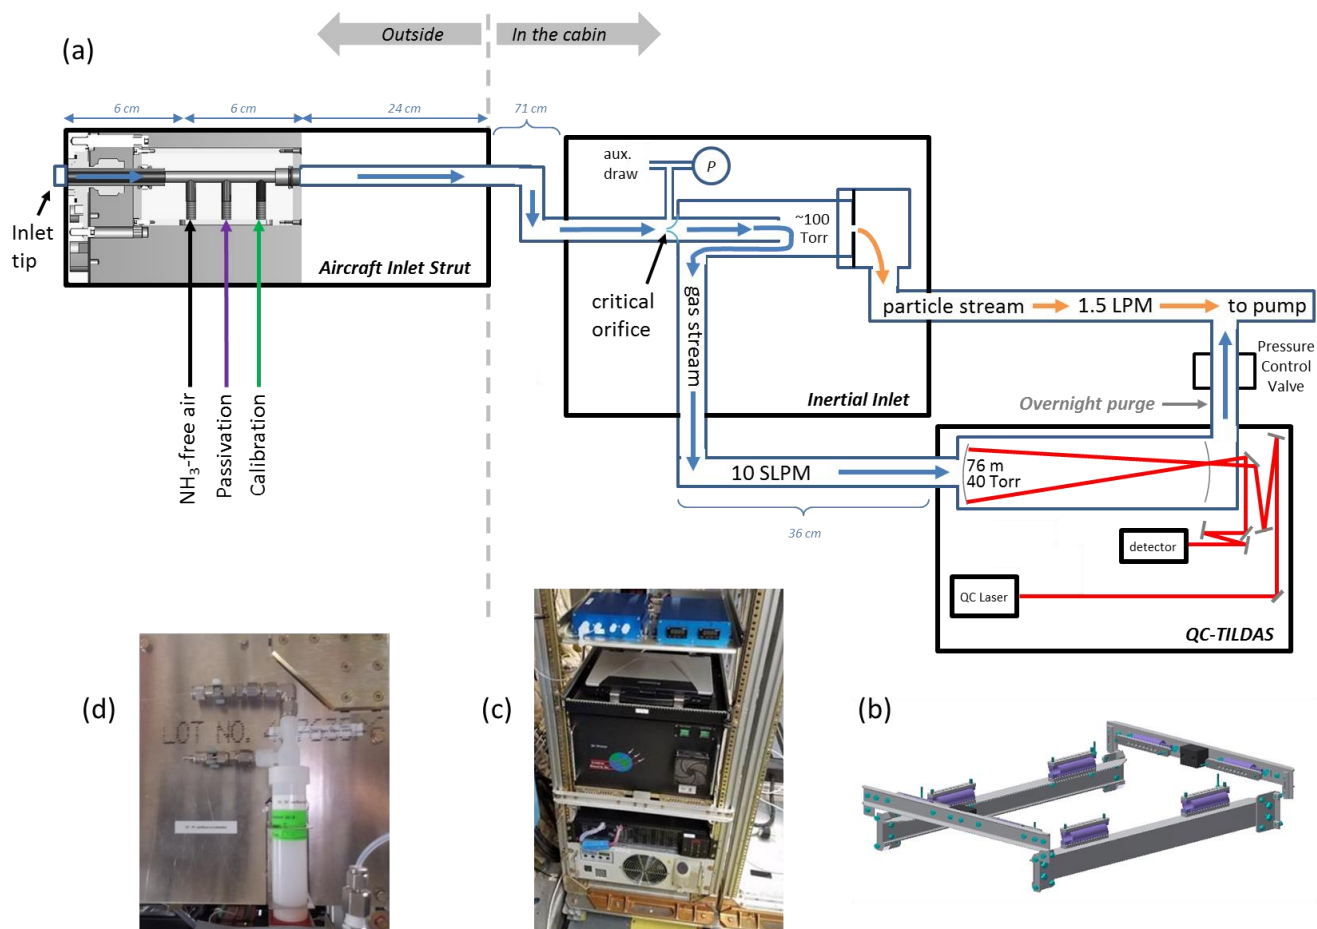 (a)
Outside
In the cabin
6 cm
6 cm
24 cm
71 cm
Inlet
tip
Aircraft Inlet Strut
NH₃-free air
Passivation
Calibration
aux.
draw
P
~100
Torr
critical
orifice
gas stream
Inertial Inlet
particle stream
1.5 LPM
to pump
Pressure
Control
Valve
Overnight purge
10 SLPM
36 cm
76 m
40 Torr
detector
QC Laser
QC-TILDAS
(d)
LOT NO.
(c)
(b)